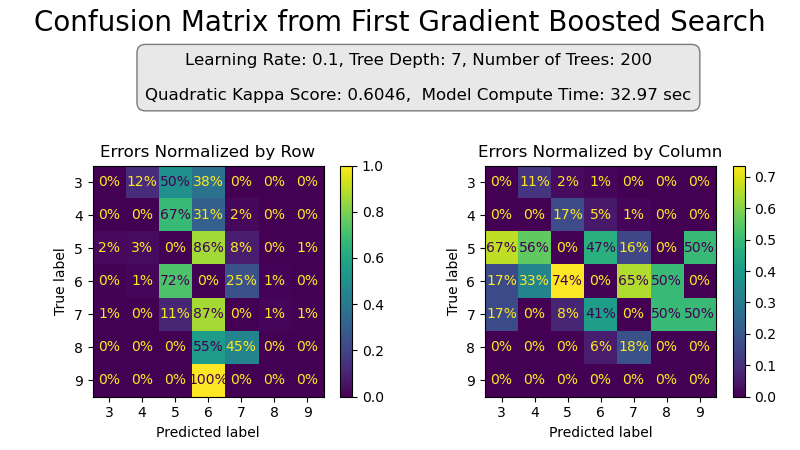 Confusion Matrix from First Gradient Boosted Search
Learning Rate: 0.1, Tree Depth: 7, Number of Trees: 200
Quadratic Kappa Score: 0.6046,  Model Compute Time: 32.97 sec
Errors Normalized by Row
True label
3 0% 12% 50% 38% 0% 0% 0%
4 0% 0% 67% 31% 2% 0% 0%
5 2% 3% 0% 86% 8% 0% 1%
6 0% 1% 72% 0% 25% 1% 0%
7 1% 0% 11% 87% 0% 1% 1%
8 0% 0% 0% 55% 45% 0% 0%
9 0% 0% 0% 100% 0% 0% 0%
3 4 5 6 7 8 9
Predicted label
1.0
0.8
0.6
0.4
0.2
0.0
Errors Normalized by Column
True label
3 0% 11% 2% 1% 0% 0% 0%
4 0% 0% 17% 5% 1% 0% 0%
5 67% 56% 0% 47% 16% 0% 50%
6 17% 33% 74% 0% 65% 50% 0%
7 17% 0% 8% 41% 0% 50% 50%
8 0% 0% 0% 6% 18% 0% 0%
9 0% 0% 0% 0% 0% 0% 0%
3 4 5 6 7 8 9
Predicted label
0.7
0.6
0.5
0.4
0.3
0.2
0.1
0.0